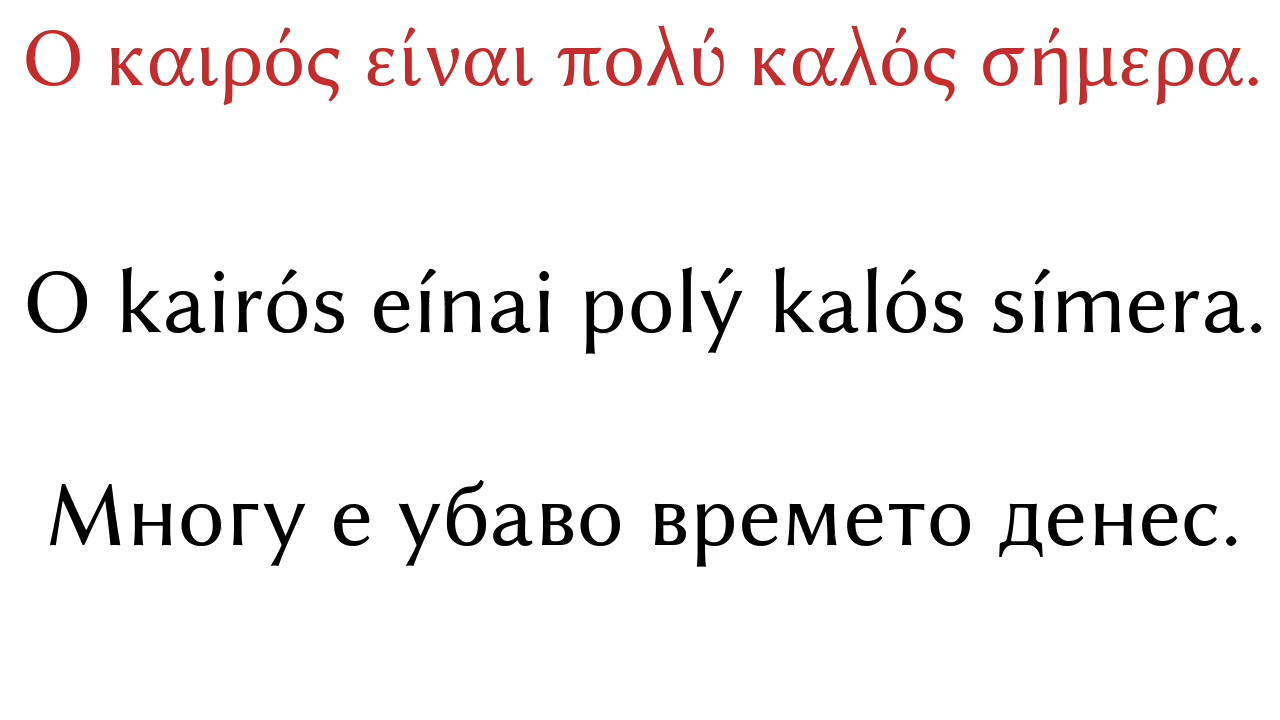 Ο καιρός είναι πολύ καλός σήμερα.
O kairós eínai polý kalós símera.
Многу е убаво времето денес.